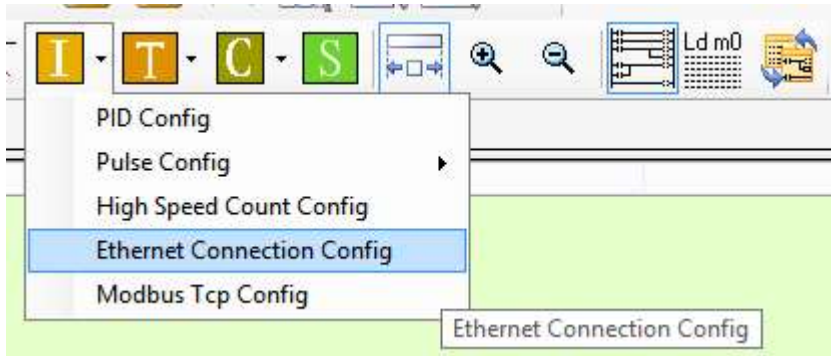 I T C S Ld m0
PID Config
Pulse Config
High Speed Count Config
Ethernet Connection Config
Modbus Tcp Config
Ethernet Connection Config